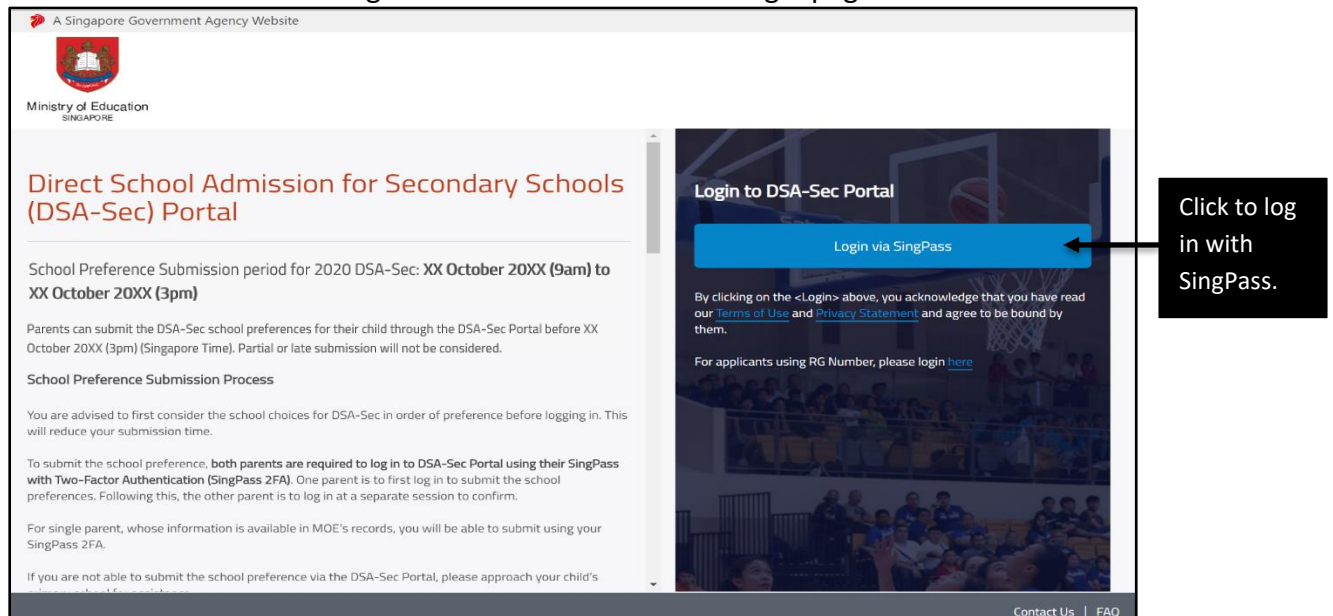 A Singapore Government Agency Website
Ministry of Education
SINGAPORE
Direct School Admission for Secondary Schools
(DSA-Sec) Portal
School Preference Submission period for 2020 DSA-Sec: XX October 20XX (9am) to
XX October 20XX (3pm)
Parents can submit the DSA-Sec school preferences for their child through the DSA-Sec Portal before XX
October 20XX (3pm) (Singapore Time). Partial or late submission will not be considered.
School Preference Submission Process
You are advised to first consider the school choices for DSA-Sec in order of preference before logging in. This
will reduce your submission time.
To submit the school preference, both parents are required to log in to DSA-Sec Portal using their SingPass
with Two-Factor Authentication (SingPass 2FA). One parent is to first log in to submit the school
preferences. Following this, the other parent is to log in at a separate session to confirm.
For single parent, whose information is available in MOE's records, you will be able to submit using your
SingPass 2FA.
If you are not able to submit the school preference via the DSA-Sec Portal, please approach your child's
Login to DSA-Sec Portal
Login via SingPass
By clicking on the <Login> above, you acknowledge that you have read
our Terms of Use and Privacy Statement and agree to be bound by
them.
For applicants using RG Number, please login here
Click to log
in with
SingPass.
Contact Us | FAQ